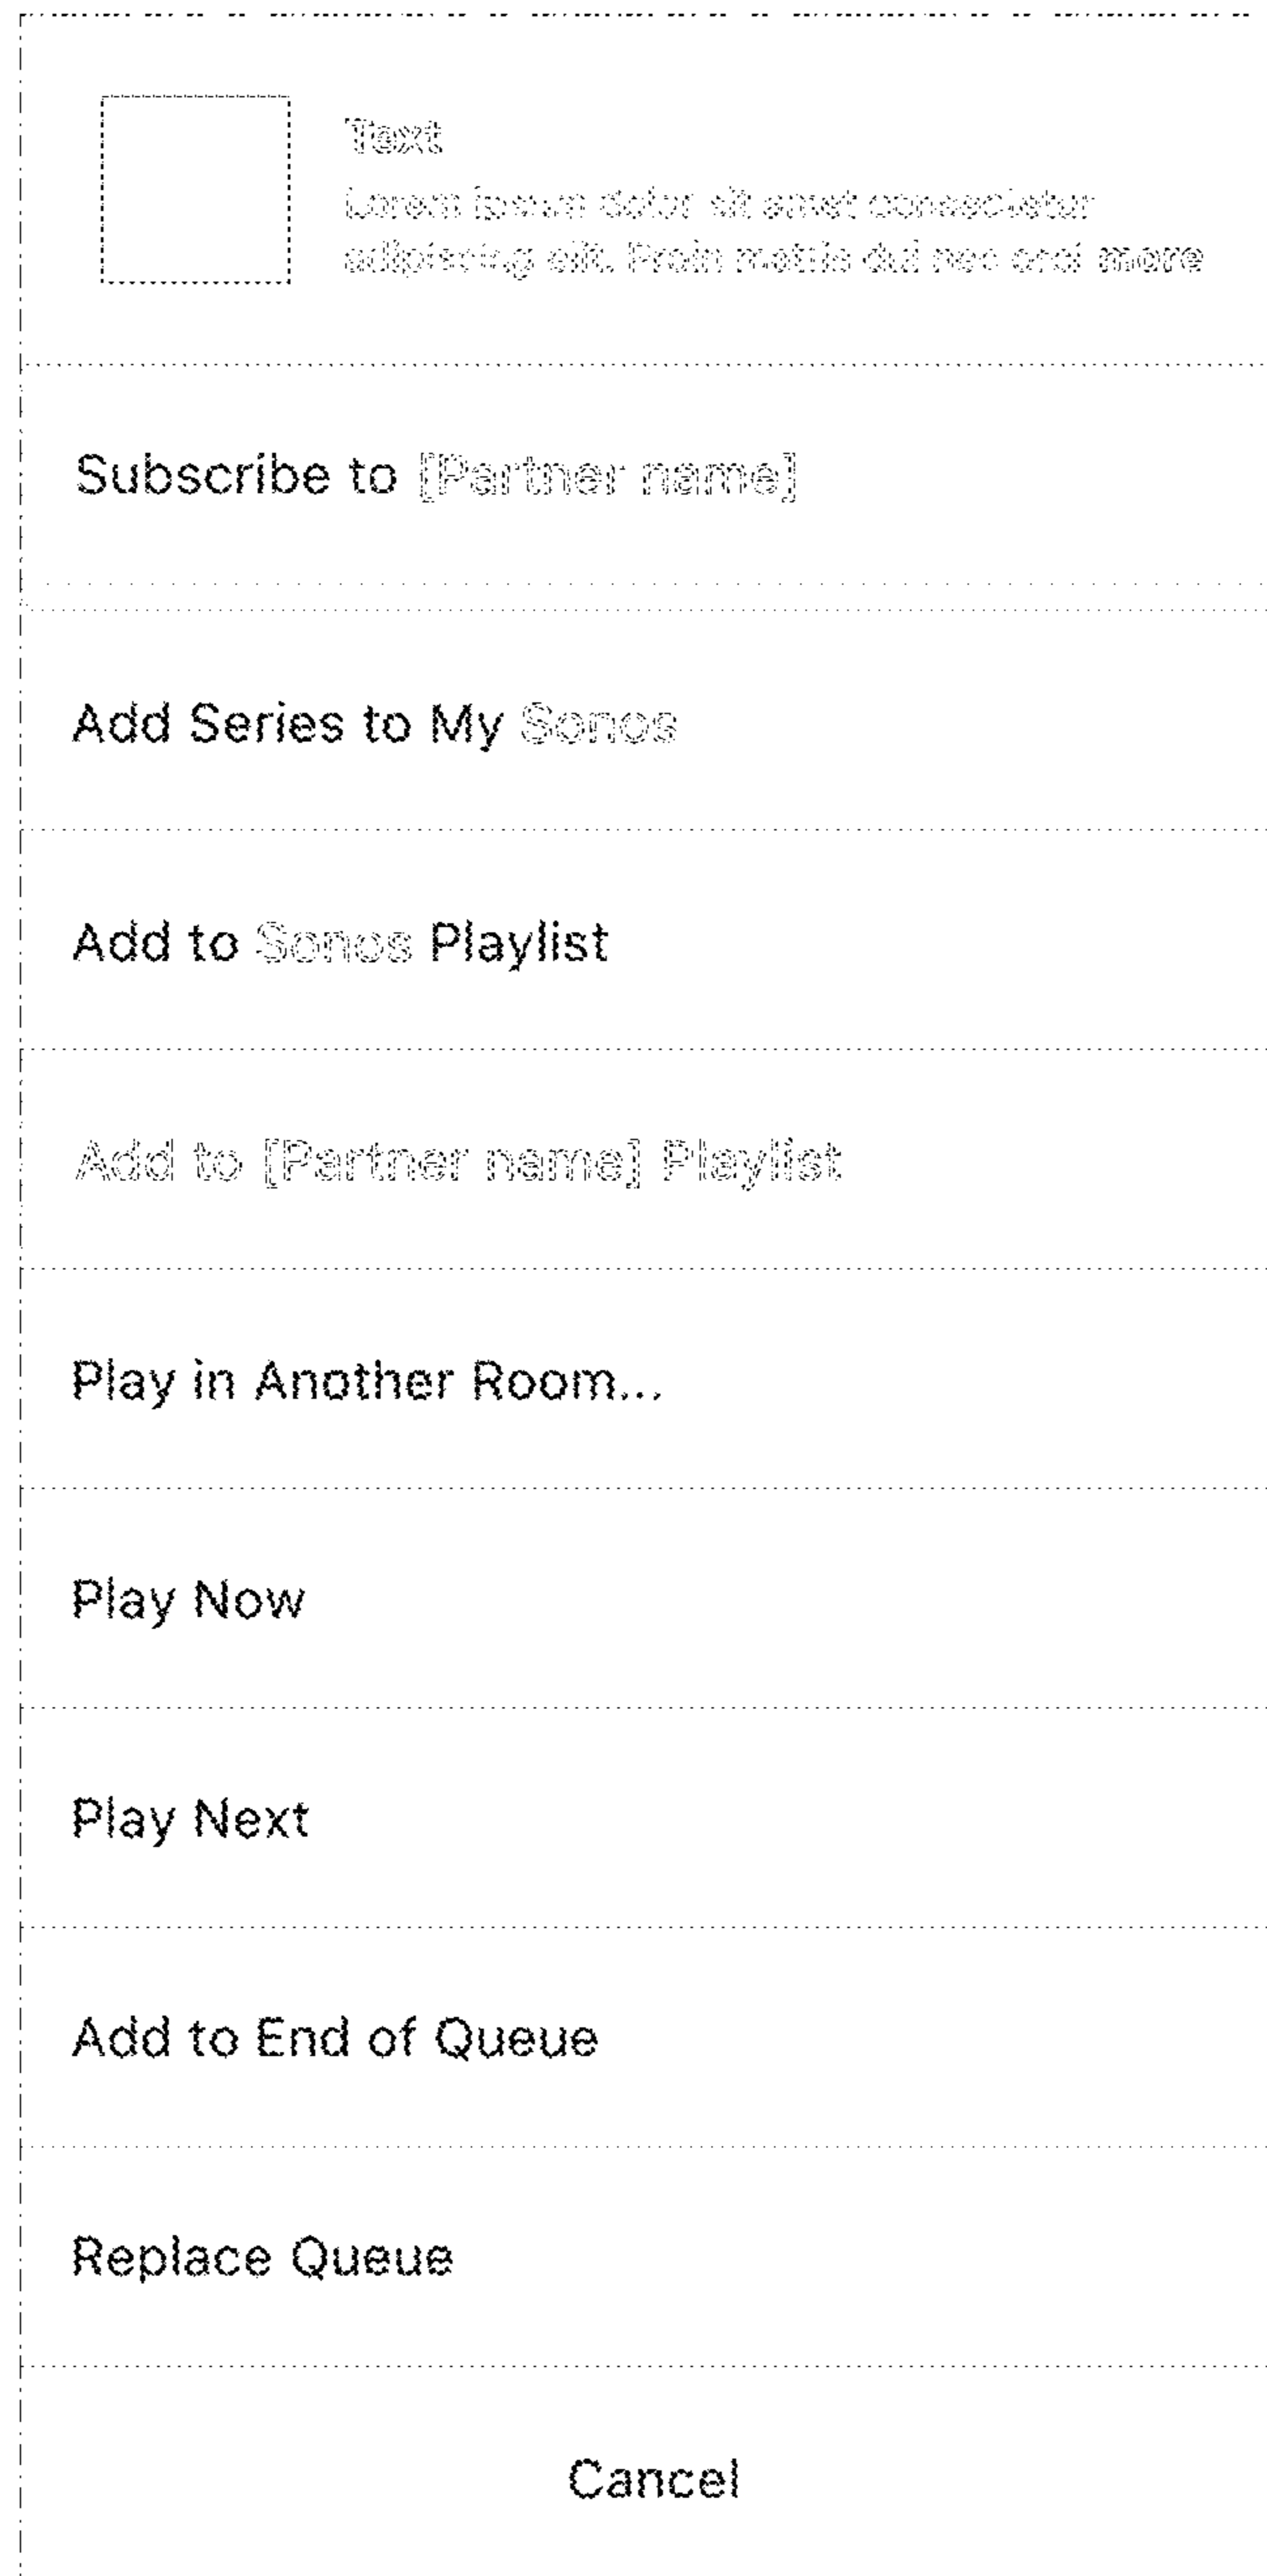 Text
Lorem ipsum dolor sit amet consectetur
adipiscing elit. Proin mattis dui nec orci more
Subscribe to [Partner name]
Add Series to My Sonos
Add to Sonos Playlist
Add to [Partner name] Playlist
Play in Another Room...
Play Now
Play Next
Add to End of Queue
Replace Queue
Cancel